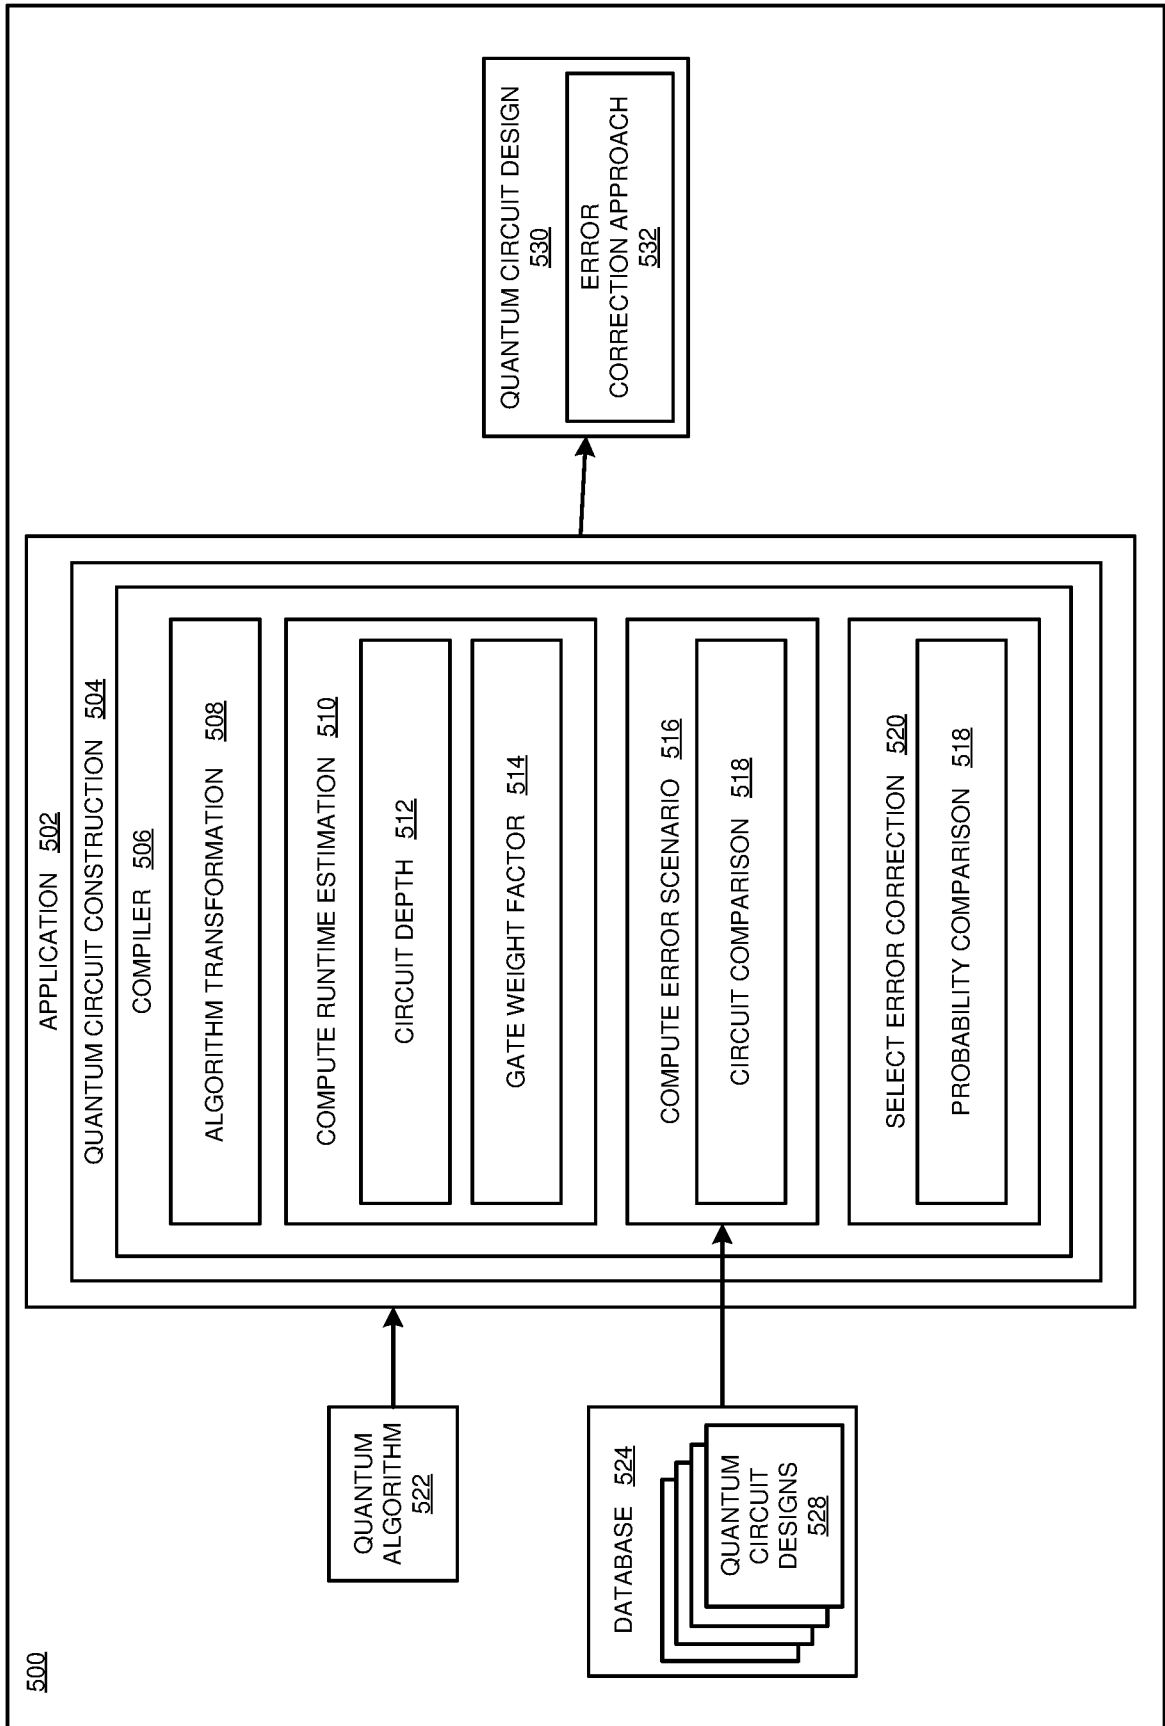 500
APPLICATION 502
QUANTUM CIRCUIT CONSTRUCTION 504
COMPILER 506
ALGORITHM TRANSFORMATION 508
COMPUTE RUNTIME ESTIMATION 510
CIRCUIT DEPTH 512
GATE WEIGHT FACTOR 514
COMPUTE ERROR SCENARIO 516
CIRCUIT COMPARISON 518
SELECT ERROR CORRECTION 520
PROBABILITY COMPARISON 518
QUANTUM
ALGORITHM
522
DATABASE 524
QUANTUM
CIRCUIT
DESIGNS
528
QUANTUM CIRCUIT DESIGN
530
ERROR
CORRECTION APPROACH
532